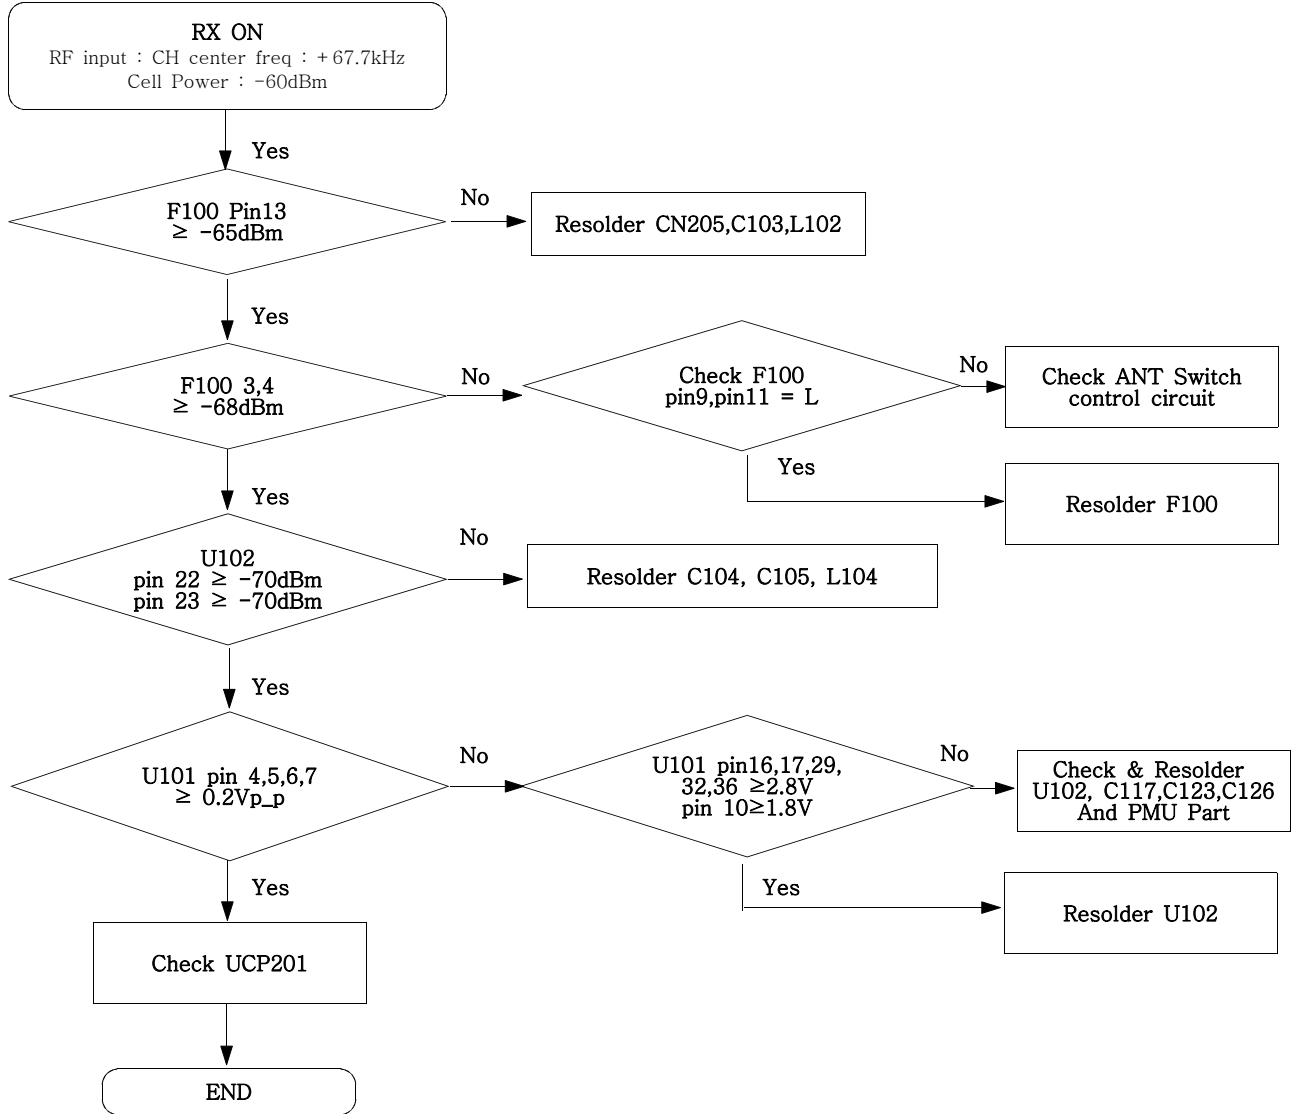 RX ON
RF input : CH center freq : +67.7kHz
Cell Power : -60dBm
Yes
F100 Pin13
≥ -65dBm
No
Resolder CN205,C103,L102
Yes
F100 3,4
≥ -68dBm
No
Check F100
pin9,pin11 = L
No
Check ANT Switch
control circuit
Yes
Resolder F100
Yes
U102
pin 22 ≥ -70dBm
pin 23 ≥ -70dBm
No
Resolder C104, C105, L104
Yes
U101 pin 4,5,6,7
≥ 0.2Vp_p
No
U101 pin16,17,29,
32,36 ≥2.8V
pin 10≥1.8V
No
Check & Resolder
U102, C117,C123,C126
And PMU Part
Yes
Resolder U102
Yes
Check UCP201
END